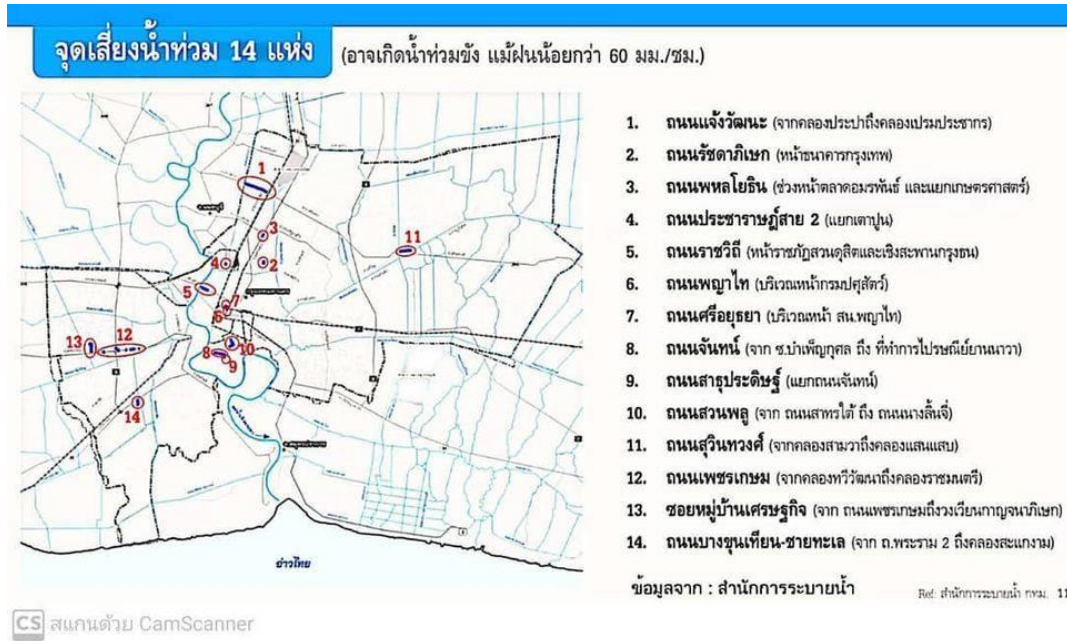 จุดเสี่ยงน้ำท่วม 14 แห่ง (อาจเกิดน้ำท่วมขัง แม้ฝนน้อยกว่า 60 มม./ชม.)
1. ถนนแจ้งวัฒนะ (จากคลองประปาถึงคลองเปรมประชากร)
2. ถนนรัชดาภิเษก (หน้าธนาคารกรุงเทพ)
3. ถนนพหลโยธิน (ช่วงหน้าตลาดอมรพันธ์ และแยกเกษตรศาสตร์)
4. ถนนประชาราษฎ์สาย 2 (แยกเตาปูน)
5. ถนนราชวิถี (หน้าราชภัฏสวนดุสิตและเชิงสะพานกรุงธน)
6. ถนนพญาไท (บริเวณหน้ากรมปศุสัตว์)
7. ถนนศรีอยุธยา (บริเวณหน้า สน.พญาไท)
8. ถนนจันทน์ (จาก ซ.บำเพ็ญกุศล ถึง ที่ทำการไปรษณีย์ยานนาวา)
9. ถนนสาธุประดิษฐ์ (แยกถนนจันทน์)
10. ถนนสวนพลู (จาก ถนนสาทรใต้ ถึง ถนนนางลิ้นจี่)
11. ถนนสุวินทวงศ์ (จากคลองสามวาถึงคลองแสนแสบ)
12. ถนนเพชรเกษม (จากคลองทวีวัฒนาถึงคลองราชมนตรี)
13. ซอยหมู่บ้านเศรษฐกิจ (จาก ถนนเพชรเกษมถึงวงเวียนกาญจนาภิเษก)
14. ถนนบางขุนเทียน-ชายทะเล (จาก ถ.พระราม 2 ถึงคลองสะแกงาม)
1
3
11
2
4
5
7
6
13
12
10
8
9
14
อ่าวไทย
ข้อมูลจาก : สำนักการระบายน้ำ
Ref: สำนักการระบายน้ำ กทม. 11
CS สแกนด้วย CamScanner